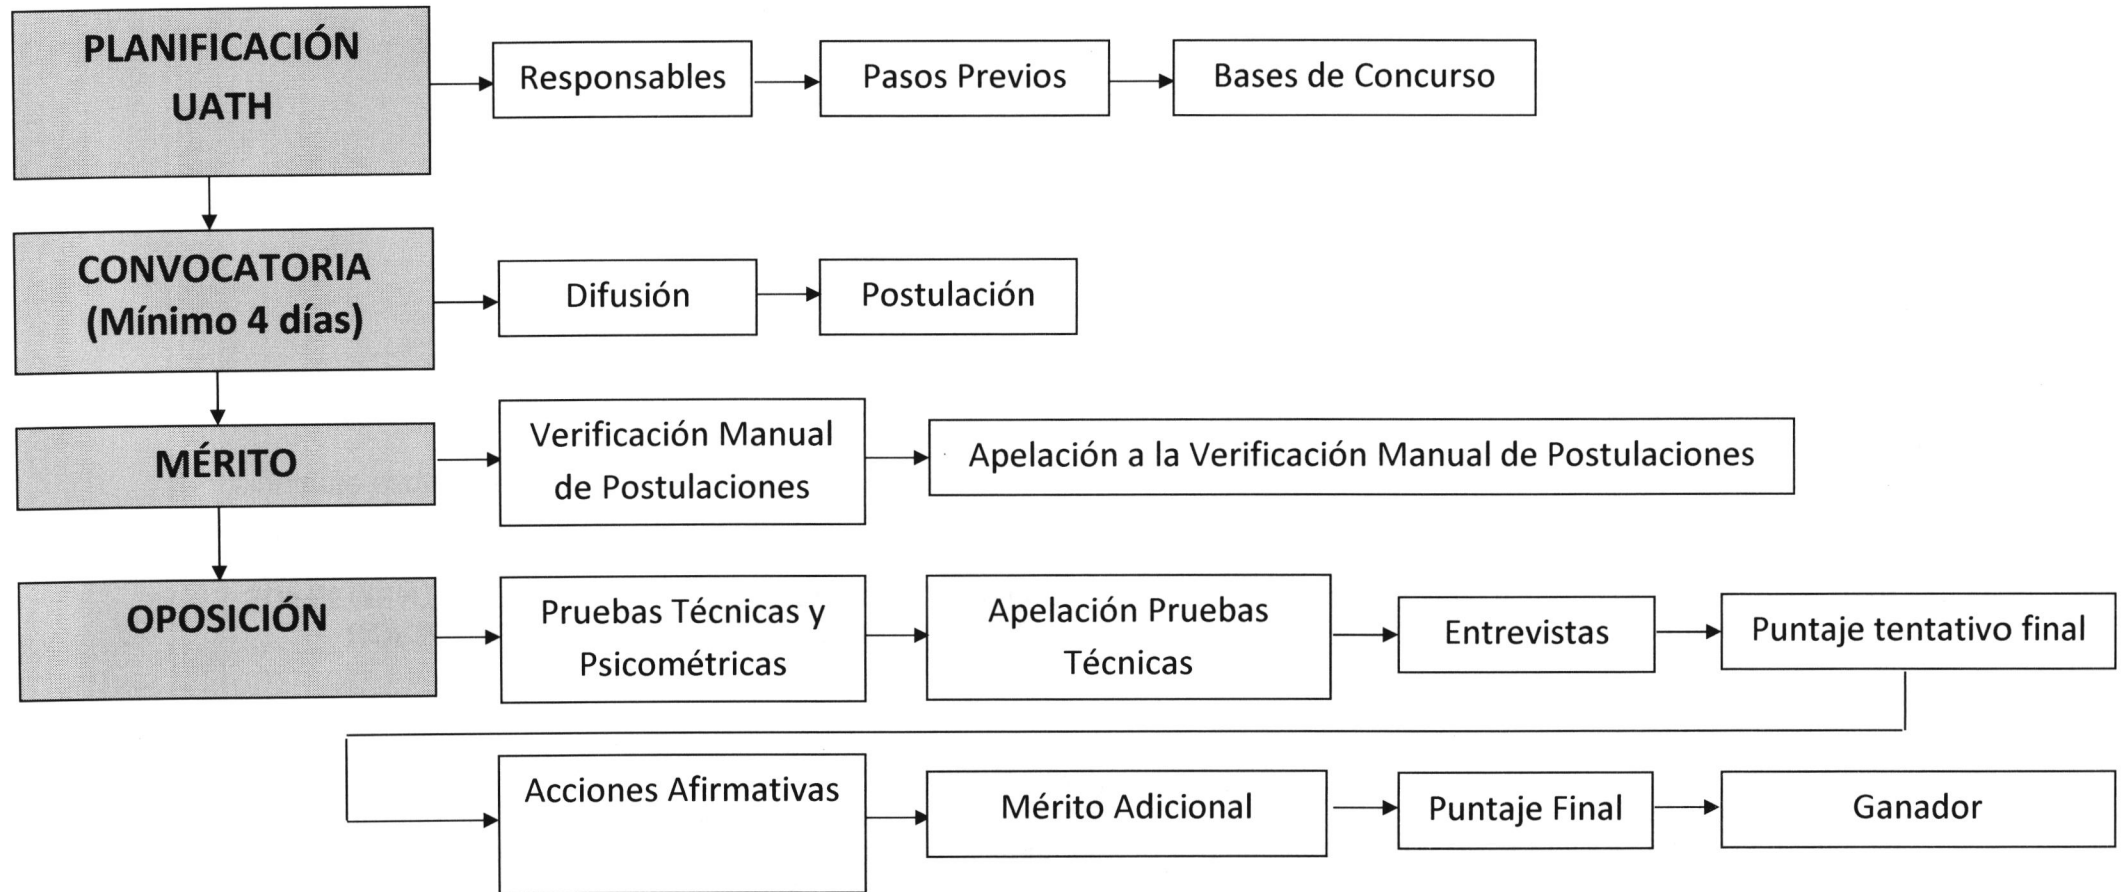 PLANIFICACIÓN
UATH
Responsables
Pasos Previos
Bases de Concurso
CONVOCATORIA
(Mínimo 4 días)
Difusión
Postulación
MÉRITO
Verificación Manual
de Postulaciones
Apelación a la Verificación Manual de Postulaciones
OPOSICIÓN
Pruebas Técnicas y
Psicométricas
Apelación Pruebas
Técnicas
Entrevistas
Puntaje tentativo final
Acciones Afirmativas
Mérito Adicional
Puntaje Final
Ganador